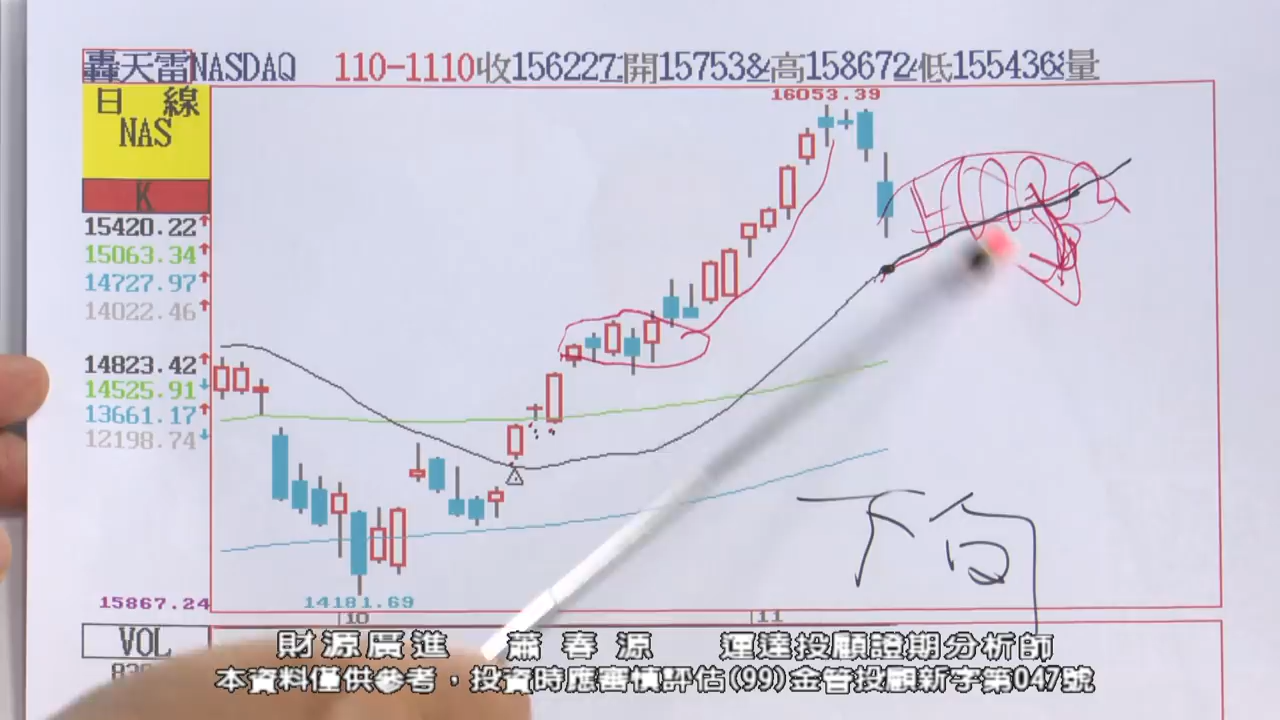 轟天雷NASDAQ 110-1110收156227開1575384高158672低155436量
日 線
NAS
K
16053.39
15420.22↑
15063.34↑
14727.97↑
14022.46↑
14823.42↑
14525.91↓
13661.17↑
12198.74↓
下向
15867.24
14181.69
10
11
VOL
財源廣進 蕭春源 運達投顧證期分析師
本資料僅供參考，投資時應審慎評估(99)金管投顧新字第047號